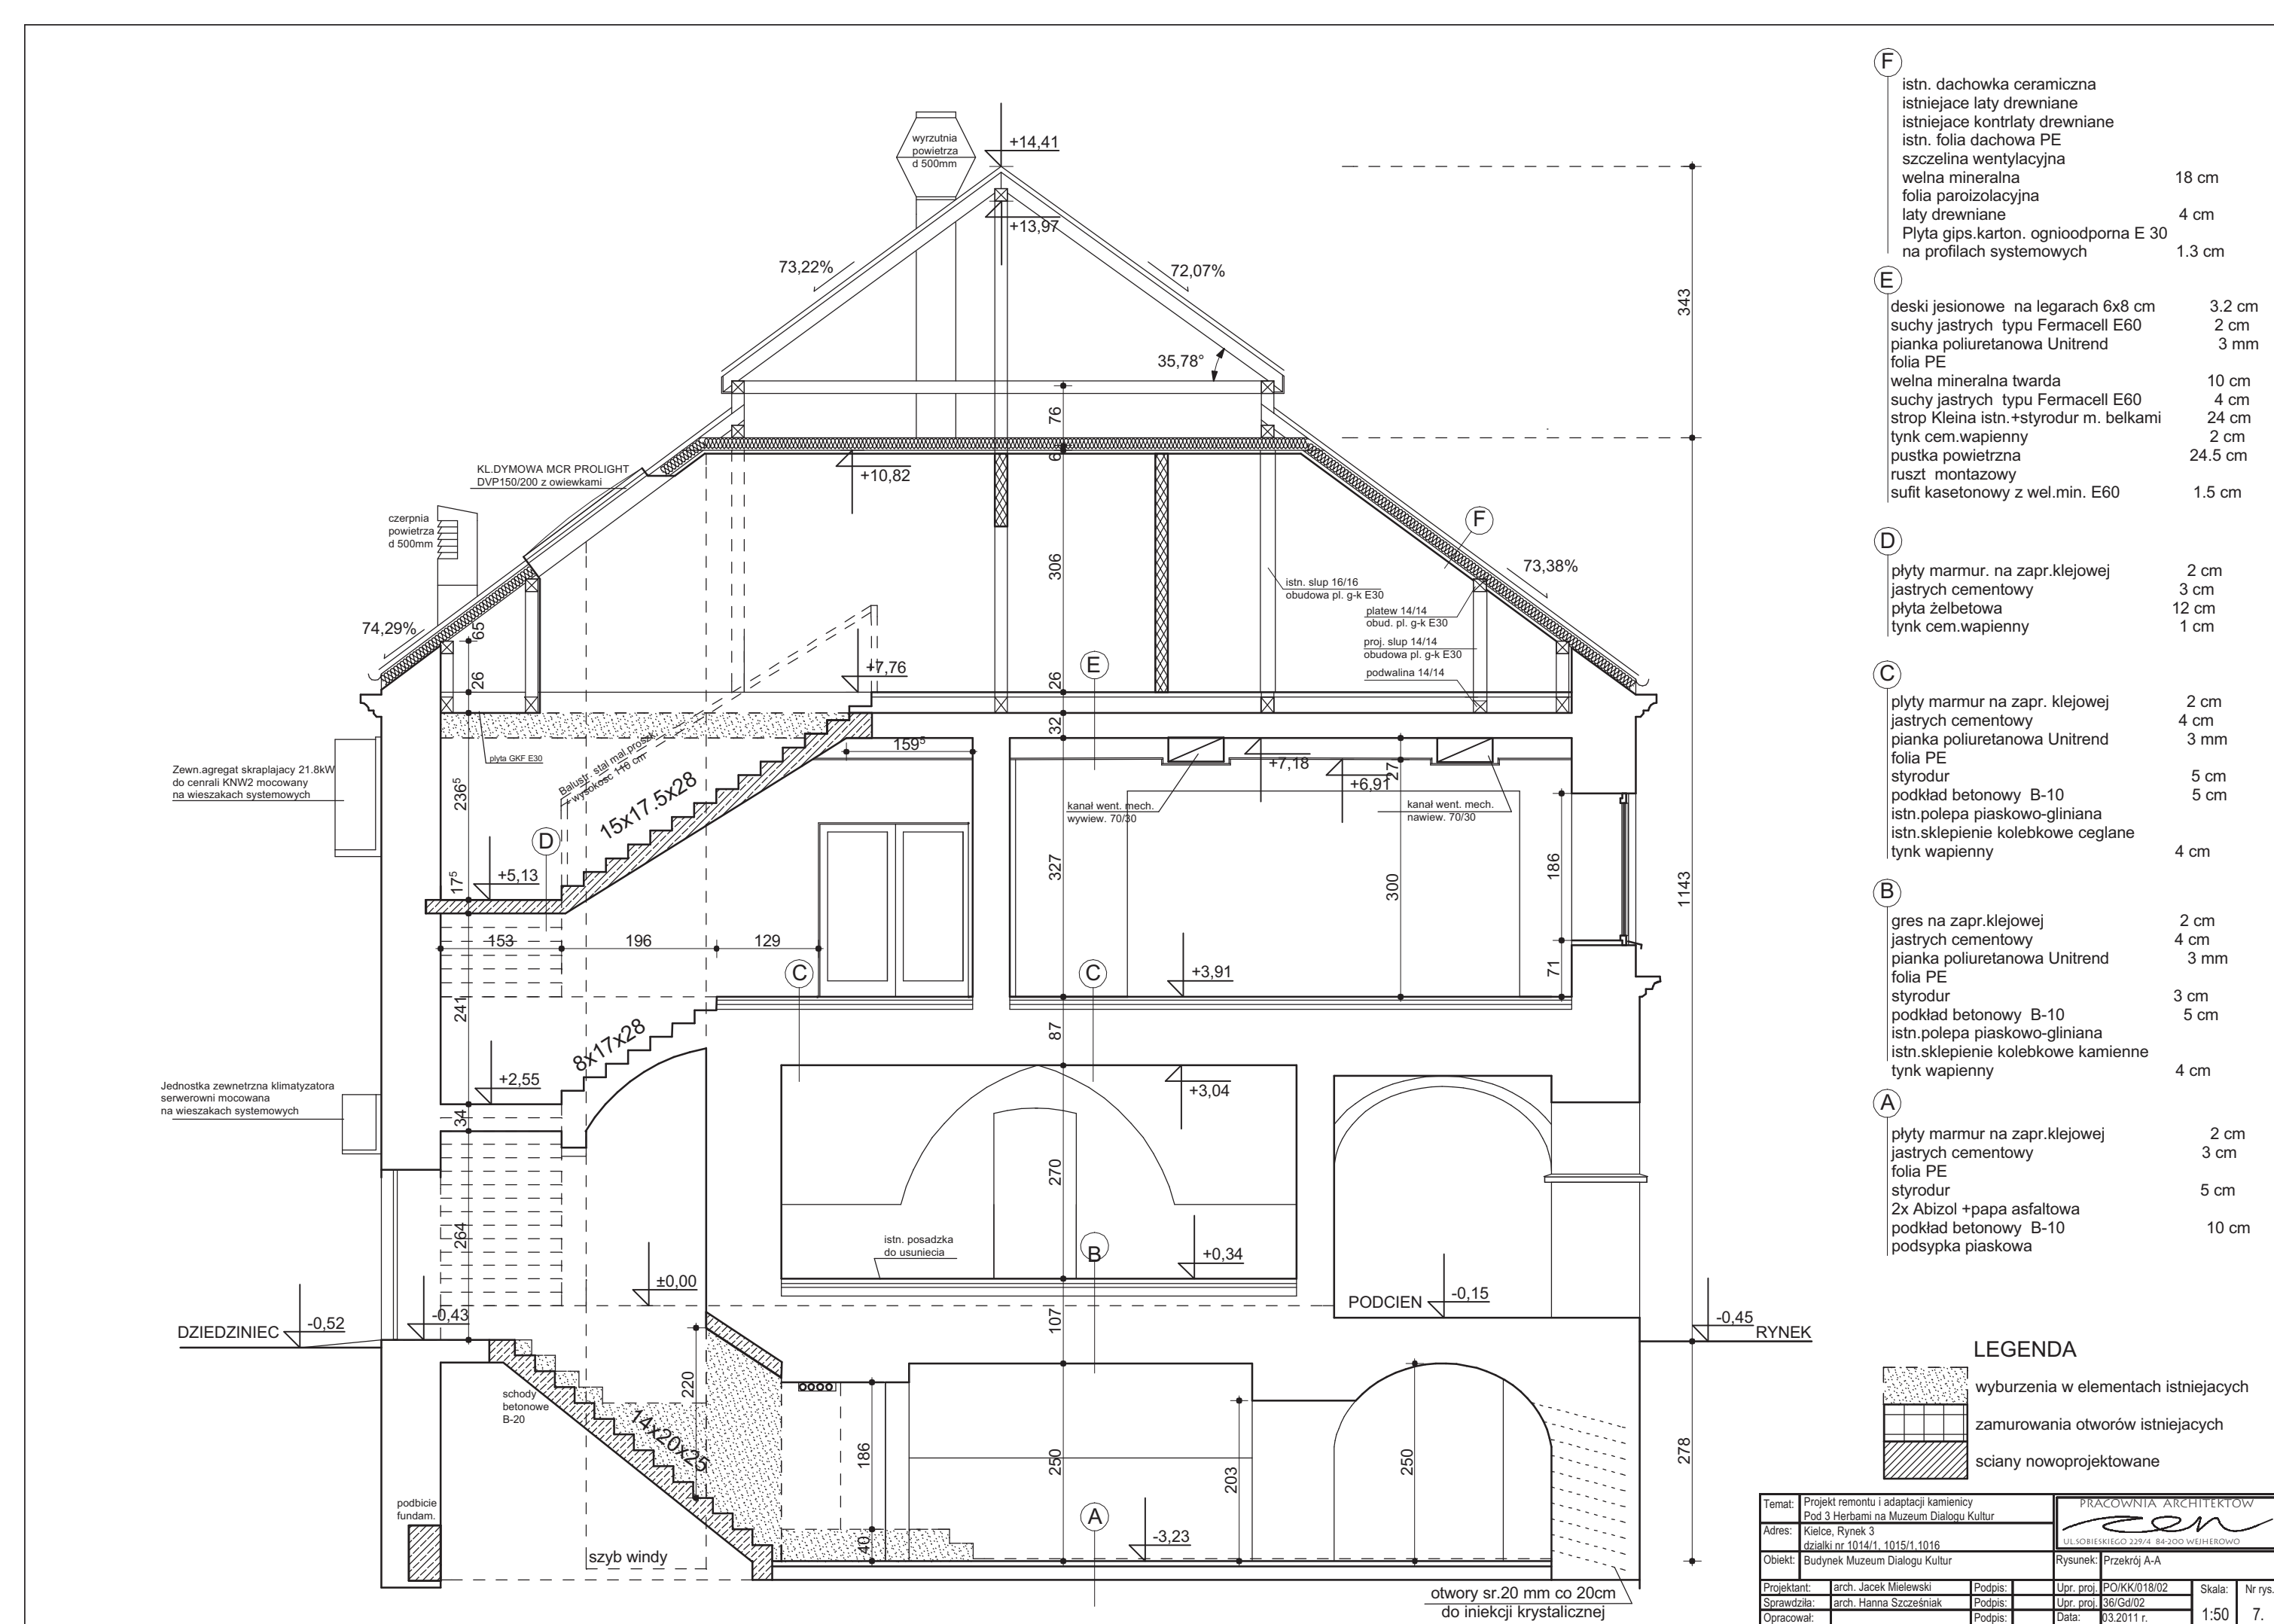 wyrzutnia
powietrza
d 500mm
+14,41
+13,97
73,22%
72,07%
35,78°
343
76
6
KL.DYMOWA MCR PROLIGHT
DVP150/200 z owiewkami
+10,82
czerpnia
powietrza
d 500mm
F
73,38%
306
istn. slup 16/16
obudowa pl. g-k E30
platew 14/14
obud. pl. g-k E30
proj. slup 14/14
obudowa pl. g-k E30
podwalina 14/14
74,29%
65
26
+7,76
26
E
32
159⁵
plyta GKF E30
Balustr. stal mal.proszk.
wysokosc 110 cm
Zewn.agregat skraplajacy 21.8kW
do cenrali KNW2 mocowany
na wieszakach systemowych
236⁵
15x17.5x28
+7,18
27
+6,91
kanał went. mech.
wywiew. 70/30
kanał went. mech.
nawiew. 70/30
D
17⁵
+5,13
327
300
186
1143
153
196
129
C
C
+3,91
71
241
8x17x28
87
+2,55
+3,04
Jednostka zewnetrzna klimatyzatora
serwerowni mocowana
na wieszakach systemowych
34
270
264
istn. posadzka
do usuniecia
B
+0,34
±0,00
PODCIEN
-0,15
DZIEDZINIEC
-0,52
-0,43
107
-0,45
RYNEK
220
schody
betonowe
B-20
14x20x25
186
250
203
250
278
podbicie
fundam.
A
-3,23
40
szyb windy
otwory sr.20 mm co 20cm
do iniekcji krystalicznej
F
istn. dachowka ceramiczna
istniejace laty drewniane
istniejace kontrlaty drewniane
istn. folia dachowa PE
szczelina wentylacyjna
welna mineralna 18 cm
folia paroizolacyjna
laty drewniane 4 cm
Plyta gips.karton. ognioodporna E 30
na profilach systemowych 1.3 cm
E
deski jesionowe na legarach 6x8 cm 3.2 cm
suchy jastrych typu Fermacell E60 2 cm
pianka poliuretanowa Unitrend 3 mm
folia PE
welna mineralna twarda 10 cm
suchy jastrych typu Fermacell E60 4 cm
strop Kleina istn.+styrodur m. belkami 24 cm
tynk cem.wapienny 2 cm
pustka powietrzna 24.5 cm
ruszt montazowy
sufit kasetonowy z wel.min. E60 1.5 cm
D
płyty marmur. na zapr.klejowej 2 cm
jastrych cementowy 3 cm
płyta żelbetowa 12 cm
tynk cem.wapienny 1 cm
C
plyty marmur na zapr. klejowej 2 cm
jastrych cementowy 4 cm
pianka poliuretanowa Unitrend 3 mm
folia PE
styrodur 5 cm
podkład betonowy B-10 5 cm
istn.polepa piaskowo-gliniana
istn.sklepienie kolebkowe ceglane
tynk wapienny 4 cm
B
gres na zapr.klejowej 2 cm
jastrych cementowy 4 cm
pianka poliuretanowa Unitrend 3 mm
folia PE
styrodur 3 cm
podkład betonowy B-10 5 cm
istn.polepa piaskowo-gliniana
istn.sklepienie kolebkowe kamienne
tynk wapienny 4 cm
A
płyty marmur na zapr.klejowej 2 cm
jastrych cementowy 3 cm
folia PE
styrodur 5 cm
2x Abizol +papa asfaltowa
podkład betonowy B-10 10 cm
podsypka piaskowa
LEGENDA
wyburzenia w elementach istniejacych
zamurowania otworów istniejacych
sciany nowoprojektowane
Temat: Projekt remontu i adaptacji kamienicy
Pod 3 Herbami na Muzeum Dialogu Kultur
PRACOWNIA ARCHITEKTÓW
zen
UL.SOBIESKIEGO 229/4 84-200 WEJHEROWO
Adres: Kielce, Rynek 3
dzialki nr 1014/1, 1015/1,1016
Obiekt: Budynek Muzeum Dialogu Kultur Rysunek: Przekrój A-A
Projektant: arch. Jacek Mielewski Podpis: Upr. proj. PO/KK/018/02 Skala: Nr rys.
Sprawdziła: arch. Hanna Szcześniak Podpis: Upr. proj. 36/Gd/02
Opracował: Podpis: Data: 03.2011 r. 1:50 7.